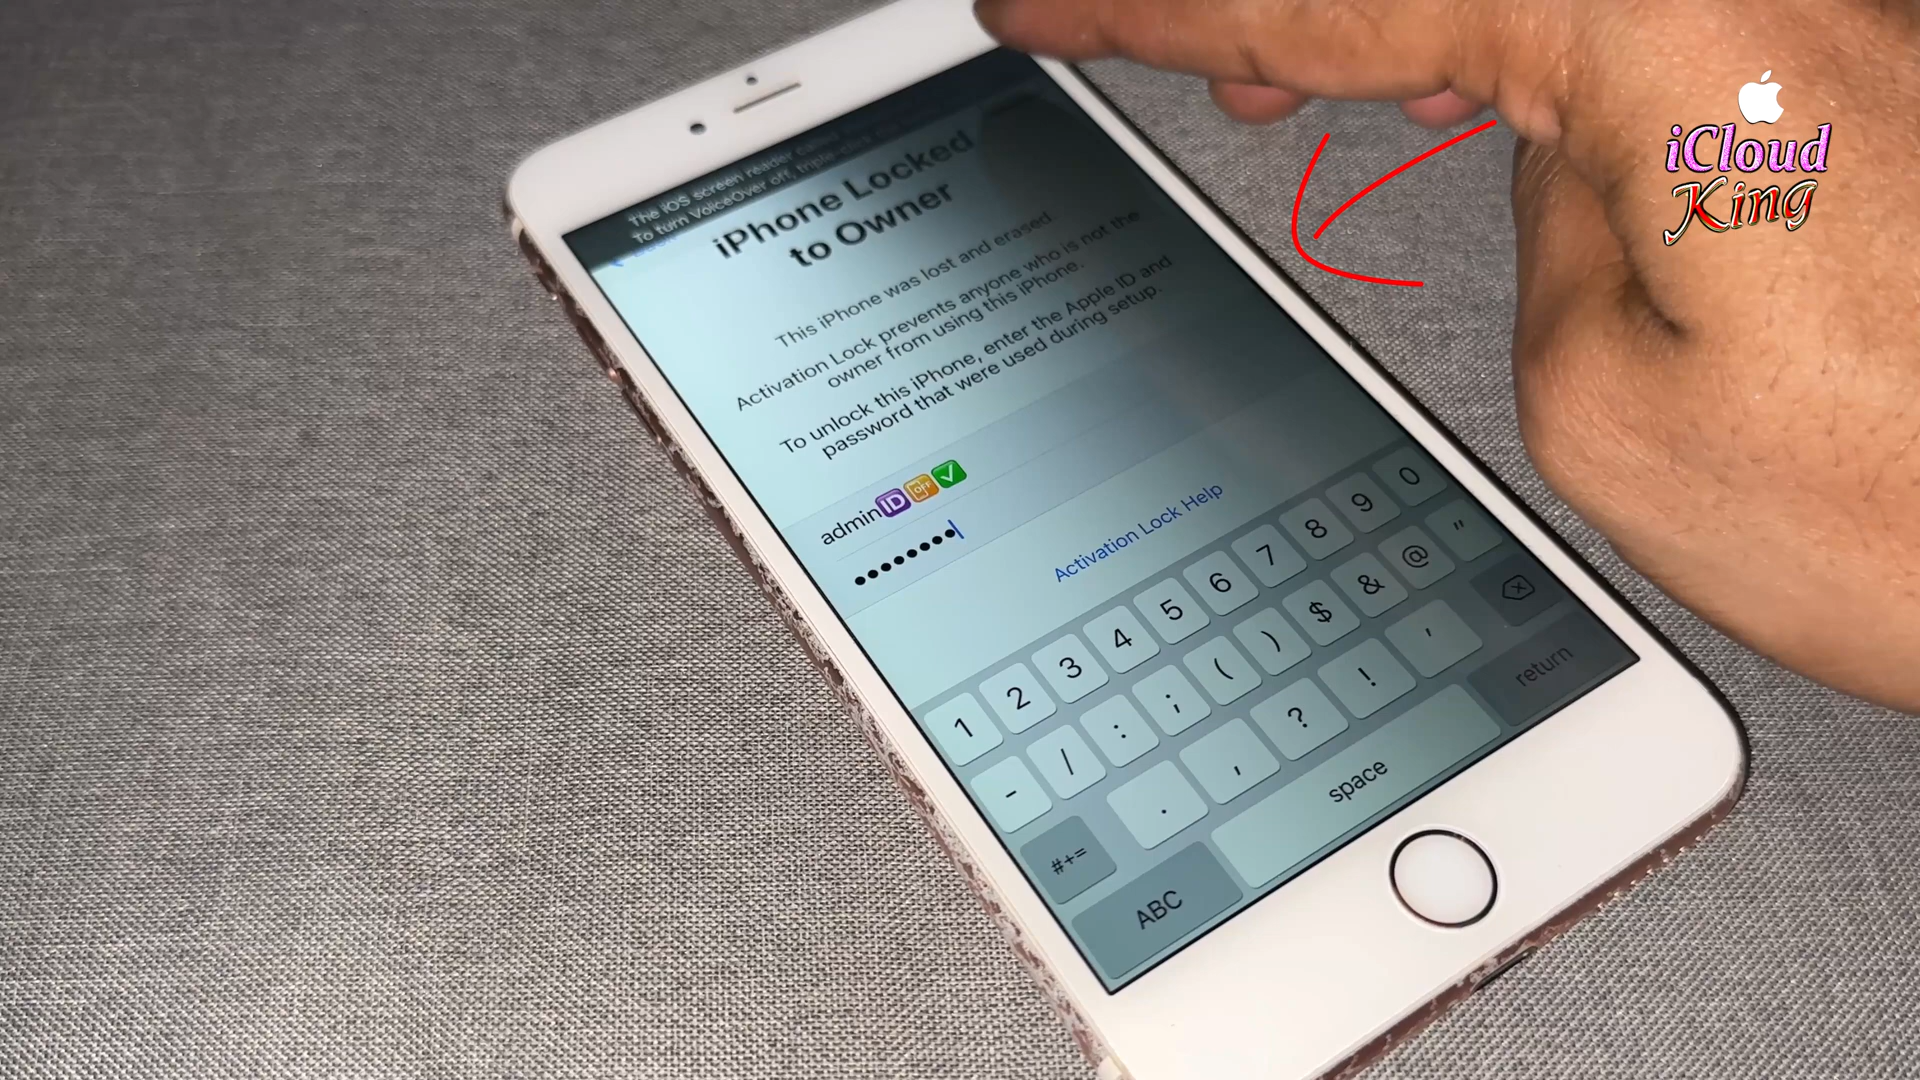 The iOS screen reader called
To turn VoiceOver off, triple-click the
iPhone Locked
to Owner
This iPhone was lost and erased.
Activation Lock prevents anyone who is not the
owner from using this iPhone.
To unlock this iPhone, enter the Apple ID and
password that were used during setup.
admin🆔📴✅
••••••••
Activation Lock Help
1 2 3 4 5 6 7 8 9 0
- / : ; ( ) $ & @ "
#+= . , ? ! '
ABC space return
iCloud
King